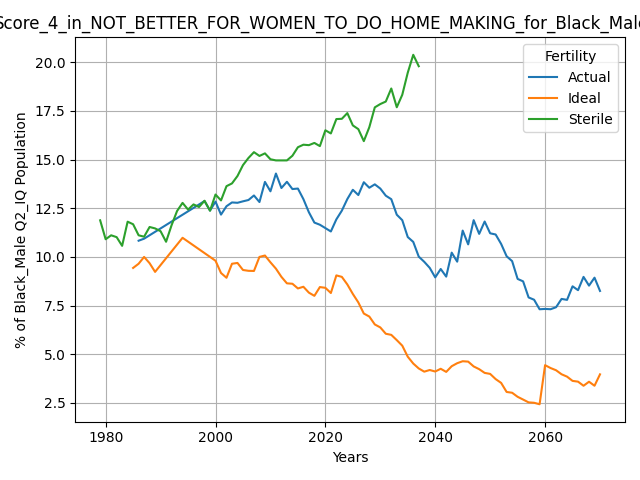 Score_4_in_NOT_BETTER_FOR_WOMEN_TO_DO_HOME_MAKING_for_Black_Male
Fertility
Actual
Ideal
Sterile
% of Black_Male Q2_IQ Population
20.0
17.5
15.0
12.5
10.0
7.5
5.0
2.5
1980 2000 2020 2040 2060
Years